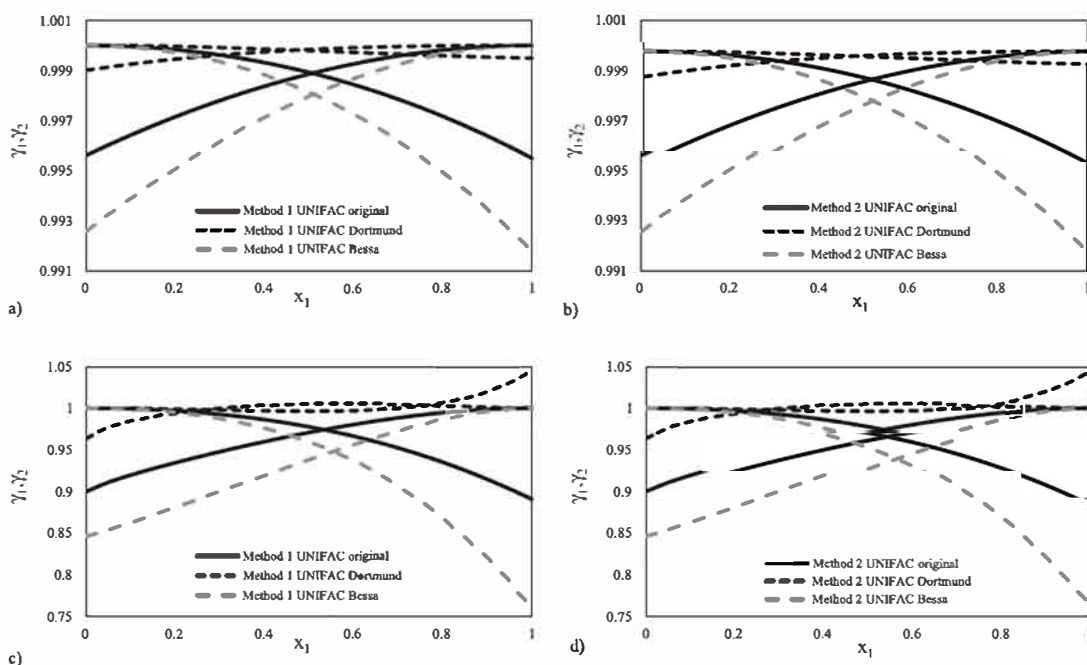 1.001
0.999
0.997
0.995
0.993
0.991
γ₁,γ₂
Method 1 UNIFAC original
Method 1 UNIFAC Dortmund
Method 1 UNIFAC Bessa
0 0.2 0.4 0.6 0.8 1
x₁
a)
1.001
0.999
0.997
0.995
0.993
0.991
γ₁,γ₂
Method 2 UNIFAC original
Method 2 UNIFAC Dortmund
Method 2 UNIFAC Bessa
0 0.2 0.4 0.6 0.8 1
x₁
b)
1.05
1
0.95
0.9
0.85
0.8
0.75
γ₁,γ₂
Method 1 UNIFAC original
Method 1 UNIFAC Dortmund
Method 1 UNIFAC Bessa
0 0.2 0.4 0.6 0.8 1
x₁
c)
1.05
1
0.95
0.9
0.85
0.8
0.75
γ₁,γ₂
Method 2 UNIFAC original
Method 2 UNIFAC Dortmund
Method 2 UNIFAC Bessa
0 0.2 0.4 0.6 0.8 1
x₁
d)